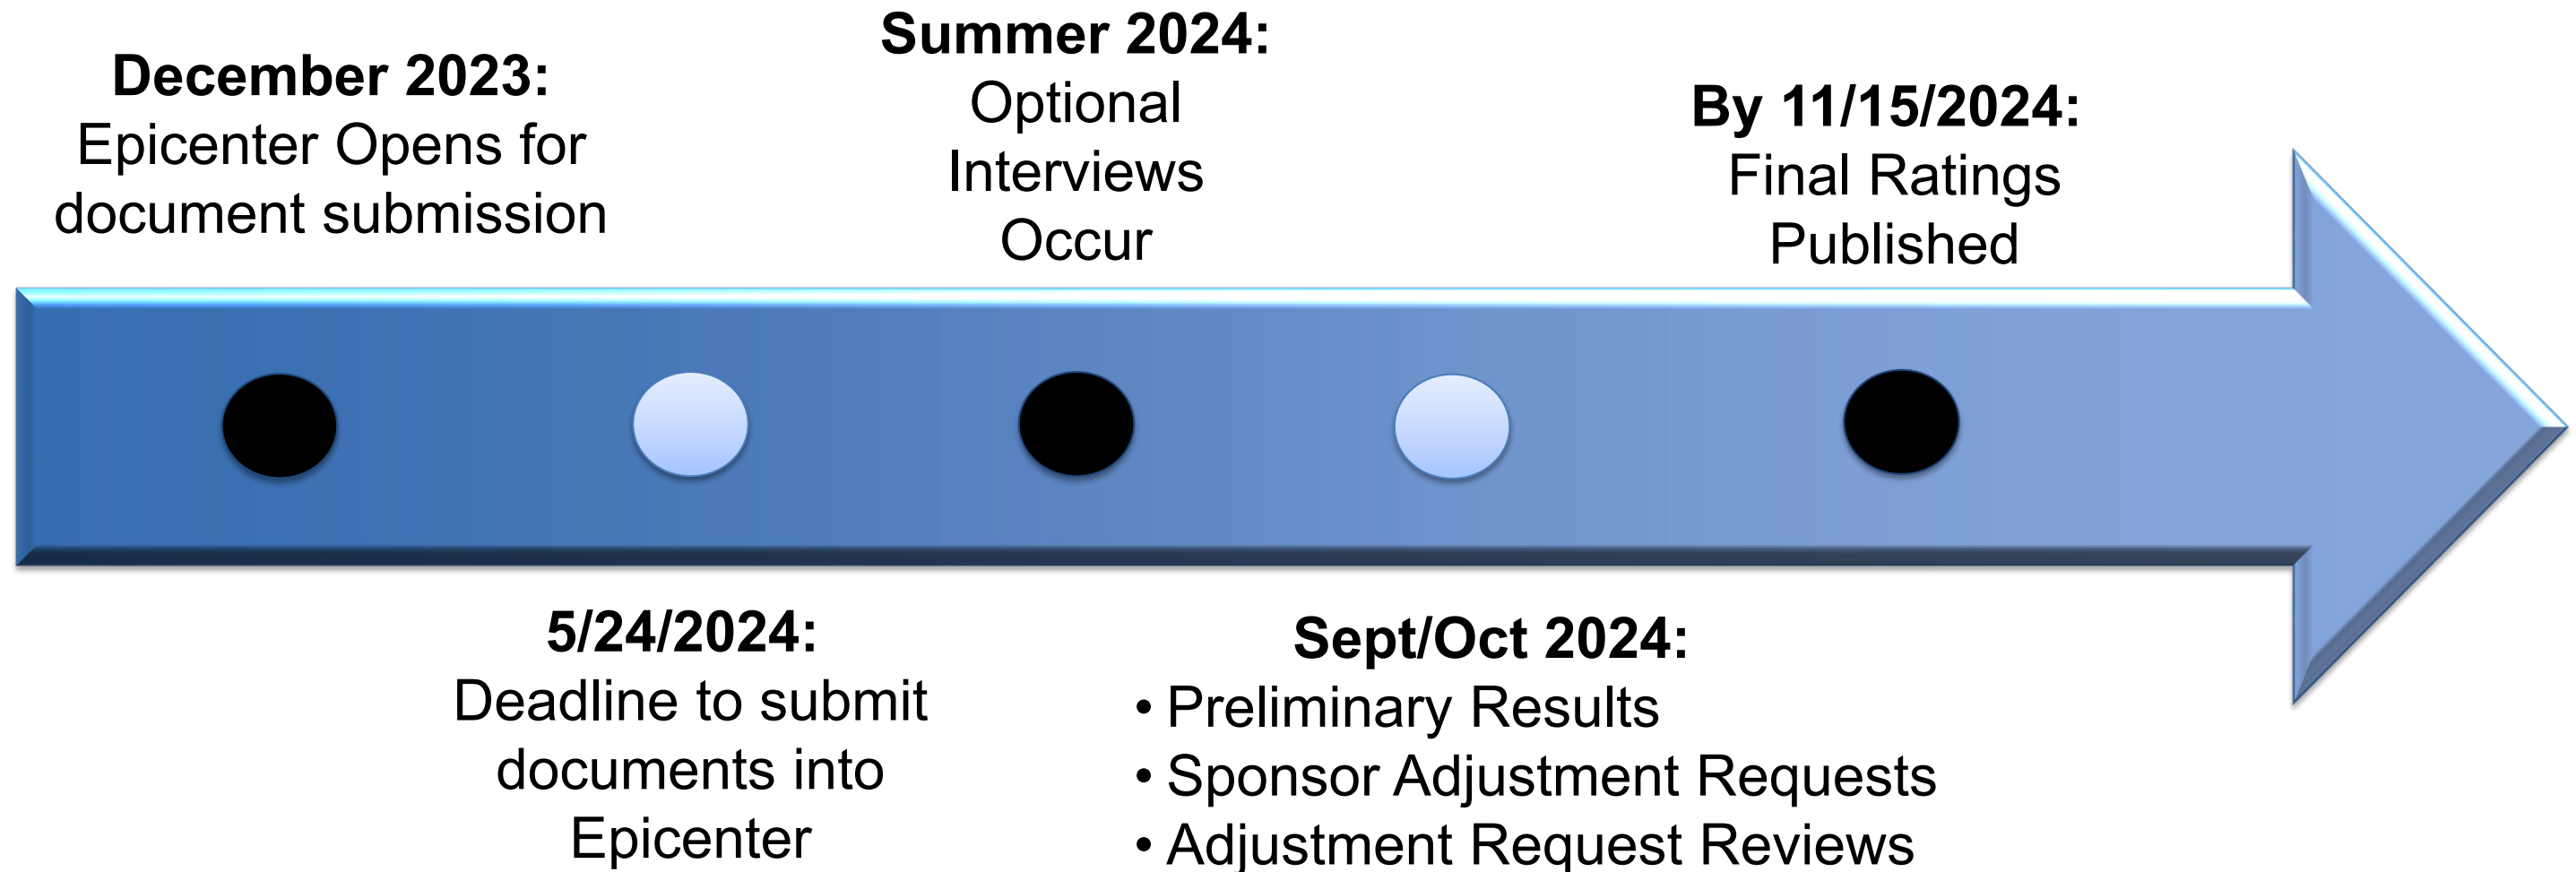 December 2023:
Epicenter Opens for
document submission
5/24/2024:
Deadline to submit
documents into
Epicenter
Summer 2024:
Optional
Interviews
Occur
Sept/Oct 2024:
• Preliminary Results
• Sponsor Adjustment Requests
• Adjustment Request Reviews
By 11/15/2024:
Final Ratings
Published